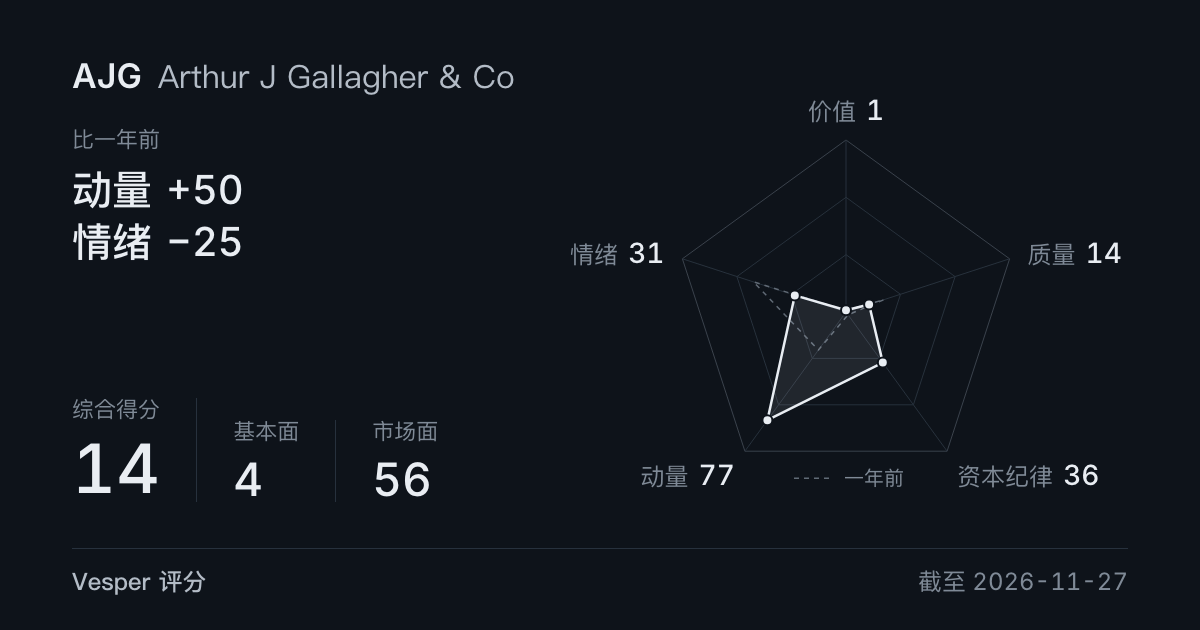 AJG Arthur J Gallagher & Co
比一年前
动量 +50
情绪 −25
综合得分
14
基本面
4
市场面
56
价值 1
情绪 31
质量 14
动量 77
---- 一年前
资本纪律 36
Vesper 评分
截至 2026-11-27